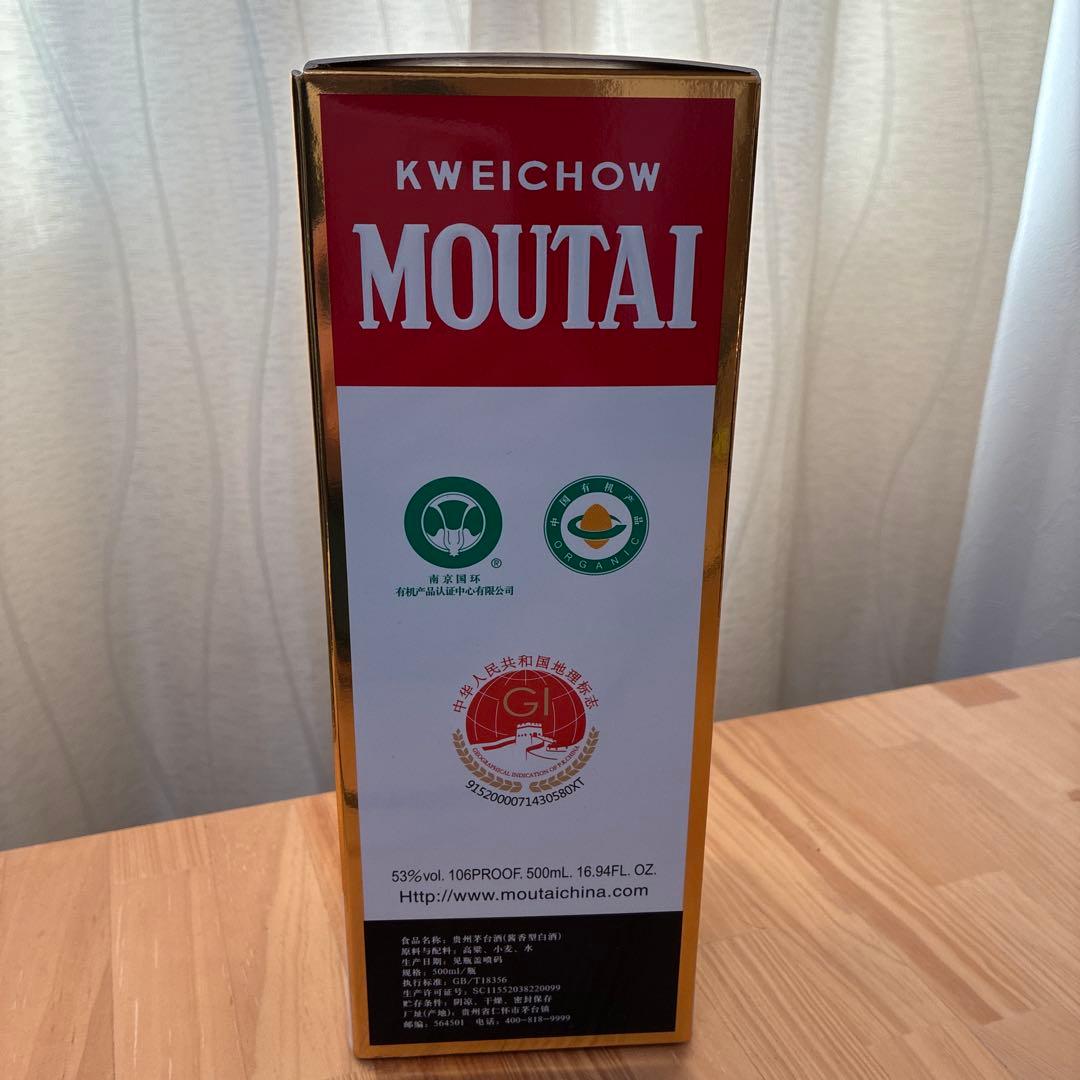 KWEICHOW
MOUTAI
®
南京国环
有机产品认证中心有限公司
中国有机产品
ORGANIC
中华人民共和国地理标志
GI
GEOGRAPHICAL INDICATION OF P.R.CHINA
9152000071430580XT
53%vol. 106PROOF. 500mL. 16.94FL. OZ.
Http://www.moutaichina.com
食品名称：贵州茅台酒(酱香型白酒)
原料与配料：高粱、小麦、水
生产日期：见瓶盖喷码
规格：500ml/瓶
执行标准：GB/T18356
生产许可证号：SC11552038220099
贮存条件：阴凉、干燥、密封保存
厂址(产地)：贵州省仁怀市茅台镇
邮编：564501 电话：400-818-9999